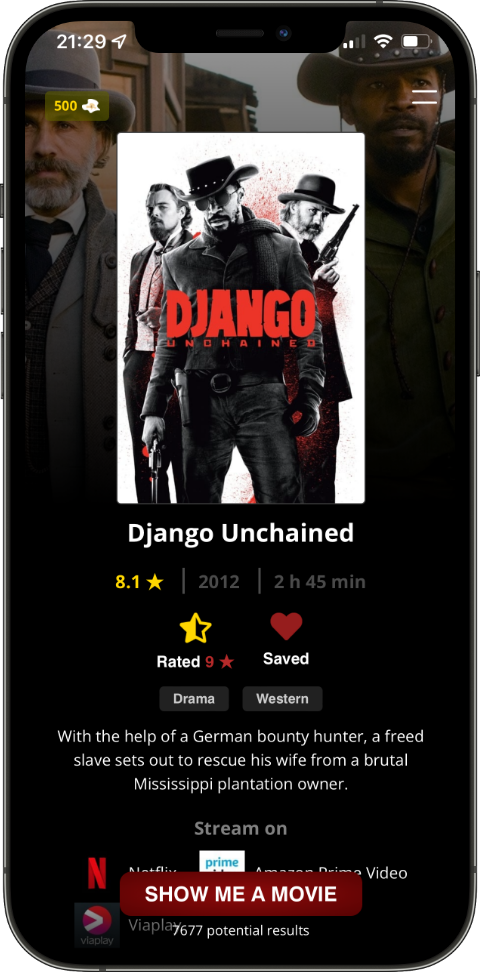 21:29
500
DJANGO
UNCHAINED
Django Unchained
8.1 ★ | 2012 | 2 h 45 min
Rated 9 ★ Saved
Drama Western
With the help of a German bounty hunter, a freed
slave sets out to rescue his wife from a brutal
Mississippi plantation owner.
Stream on
N Netflix prime Amazon Prime Video
SHOW ME A MOVIE
viaplay Viaplay
7677 potential results